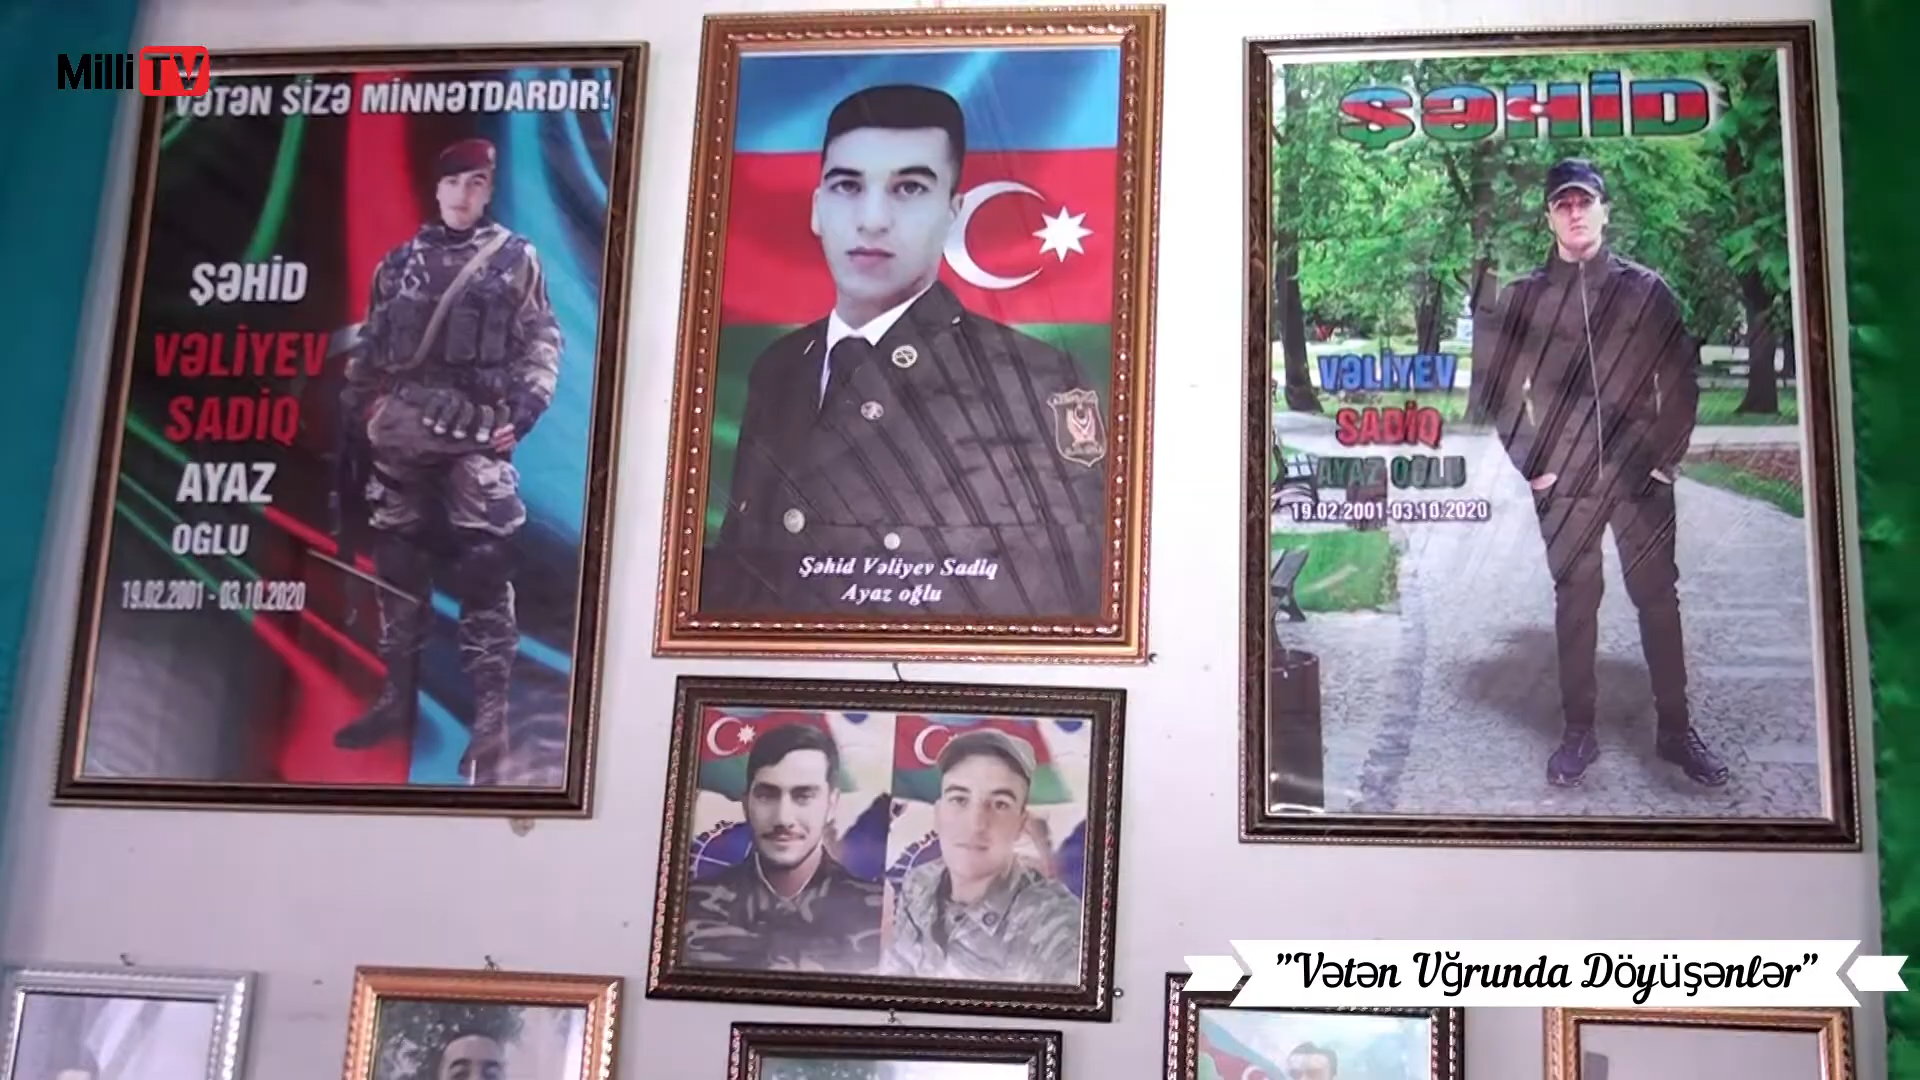 Milli TV
VƏTƏN SİZƏ MİNNƏTDARDIR!
ŞƏHİD
VƏLİYEV
SADİQ
AYAZ
OĞLU
19.02.2001 - 03.10.2020
Şəhid Vəliyev Sadiq
Ayaz oğlu
ŞƏHİD
VƏLİYEV
SADİQ
AYAZ OĞLU
19.02.2001-03.10.2020
"Vətən Uğrunda Döyüşənlər"